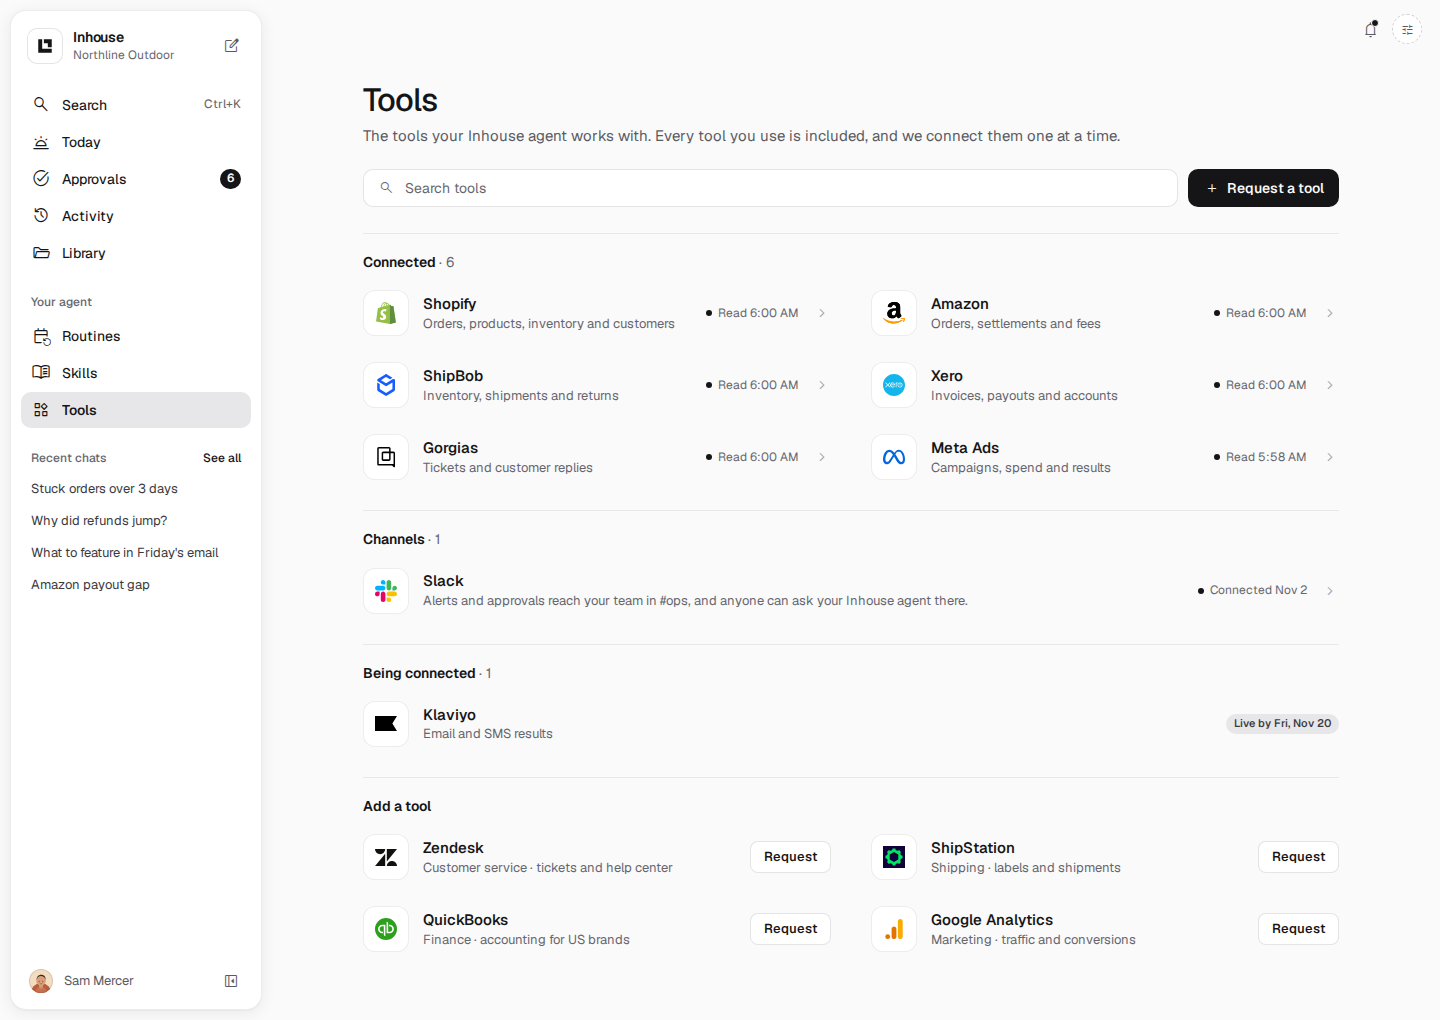 Inhouse
Northline Outdoor
Search Ctrl+K
Today
Approvals 6
Activity
Library
Your agent
Routines
Skills
Tools
Recent chats See all
Stuck orders over 3 days
Why did refunds jump?
What to feature in Friday's email
Amazon payout gap
Sam Mercer
Tools
The tools your Inhouse agent works with. Every tool you use is included, and we connect them one at a time.
Search tools
+ Request a tool
Connected · 6
Shopify
Orders, products, inventory and customers
Read 6:00 AM
Amazon
Orders, settlements and fees
Read 6:00 AM
ShipBob
Inventory, shipments and returns
Read 6:00 AM
xero
Xero
Invoices, payouts and accounts
Read 6:00 AM
Gorgias
Tickets and customer replies
Read 6:00 AM
Meta Ads
Campaigns, spend and results
Read 5:58 AM
Channels · 1
Slack
Alerts and approvals reach your team in #ops, and anyone can ask your Inhouse agent there.
Connected Nov 2
Being connected · 1
Klaviyo
Email and SMS results
Live by Fri, Nov 20
Add a tool
Zendesk
Customer service · tickets and help center
Request
ShipStation
Shipping · labels and shipments
Request
qb
QuickBooks
Finance · accounting for US brands
Request
Google Analytics
Marketing · traffic and conversions
Request